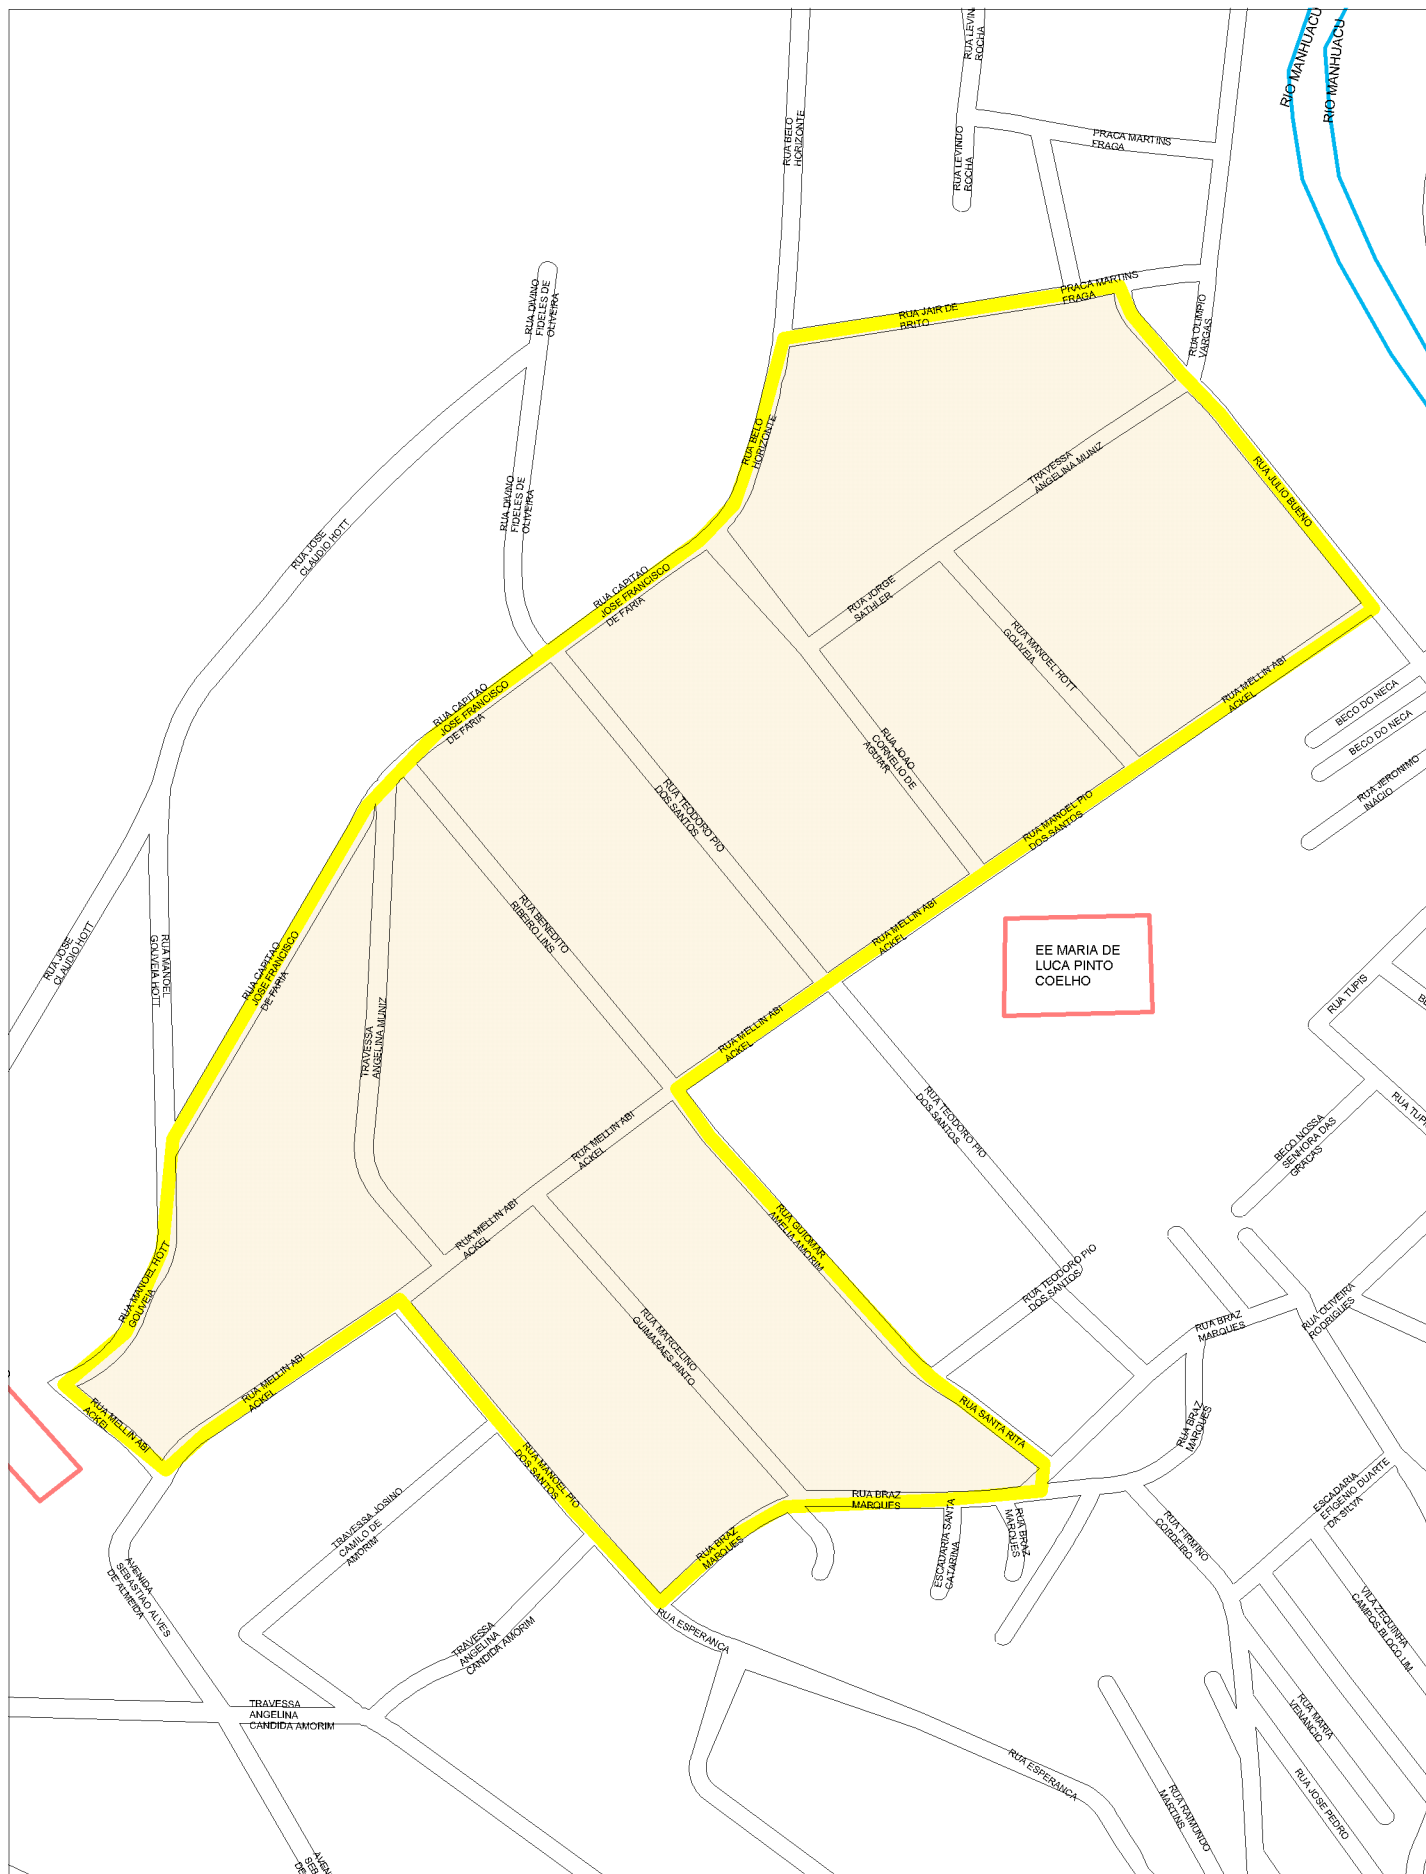 RUA LEVIN
ROCHA
RIO MANHUACU
RIO MANHUACU
RUA BELO
HORIZONTE
PRACA MARTINS
FRAGA
RUA LEVINDO
ROCHA
RUA DIVINO
FIDELES DE
OLIVEIRA
PRACA MARTINS
FRAGA
RUA JAIR DE
BRITO
RUA OLIMPIO
VARGAS
RUA BELO
HORIZONTE
TRAVESSA
ANGELINA MUNIZ
RUA JULIO BUENO
RUA DIVINO
FIDELES DE
OLIVEIRA
RUA JOSE
CLAUDIO HOTT
RUA CAPITAO
JOSE FRANCISCO
DE FARIA
RUA JORGE
SATHLER
RUA MANOEL HOTT
GOUVEIA
RUA MELLIN ABI
ACKEL
RUA CAPITAO
JOSE FRANCISCO
DE FARIA
BECO DO NECA
BECO DO NECA
RUA JOAO
CORNELIO DE
AGUIAR
RUA JERONIMO
INACIO
RUA TEODORO PIO
DOS SANTOS
RUA MANOEL PIO
DOS SANTOS
RUA BENEDITO
RIBEIRO LINS
RUA MELLIN ABI
ACKEL
RUA JOSE
CLAUDIO HOTT
RUA MANOEL
GOUVEIA HOTT
RUA CAPITAO
JOSE FRANCISCO
DE FARIA
EE MARIA DE
LUCA PINTO
COELHO
RUA TUPIS
RUA MELLIN ABI
ACKEL
TRAVESSA
ANGELINA MUNIZ
RUA TEODORO PIO
DOS SANTOS
RUA TUPI
BECO NOSSA
SENHORA DAS
GRACAS
RUA MELLIN ABI
ACKEL
RUA MELLIN ABI
ACKEL
RUA GUIOMAR
AMELIA AMORIM
RUA TEODORO PIO
DOS SANTOS
RUA MANOEL HOTT
GOUVEIA
RUA OLIVEIRA
RODRIGUES
RUA BRAZ
MARQUES
RUA MARCELINO
GUIMARAES PINTO
RUA MELLIN ABI
ACKEL
RUA MELLIN ABI
ACKEL
RUA SANTA RITA
RUA BRAZ
MARQUES
RUA MANOEL PIO
DOS SANTOS
RUA BRAZ
MARQUES
ESCADARIA
EFIGENIO DUARTE
DA SILVA
TRAVESSA JOSINO
CAMILO DE
AMORIM
RUA BRAZ
MARQUES
ESCADARIA SANTA
CATARINA
RUA BRAZ
MARQUES
RUA FIRMINO
CORDEIRO
AVENIDA
SEBASTIAO ALVES
DE ALMEIDA
RUA ESPERANCA
TRAVESSA
ANGELINA
CANDIDA AMORIM
VILA ZEQUINHA
CAMPOS BLOCO UM
TRAVESSA
ANGELINA
CANDIDA AMORIM
RUA MARIA
VENANCIO
RUA ESPERANCA
RUA RAIMUNDO
MARTINS
RUA JOSE PEDRO